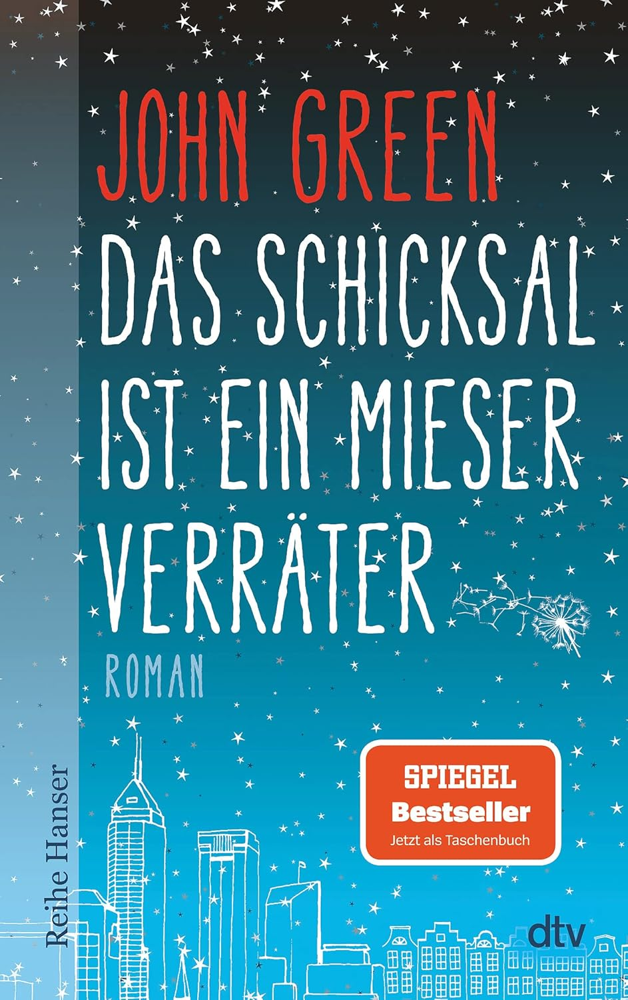 JOHN GREEN
DAS SCHICKSAL
IST EIN MIESER
VERRÄTER
ROMAN
SPIEGEL
Bestseller
Jetzt als Taschenbuch
Reihe Hanser
dtv